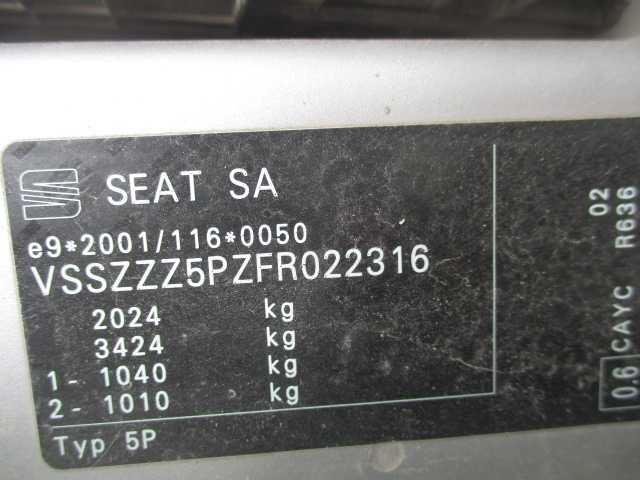 SEAT SA
e9*2001/116*0050
VSSZZZ5PZFR022316
2024 kg
3424 kg
1- 1040 kg
2- 1010 kg
Typ 5P
02
0.6 CAYC R636